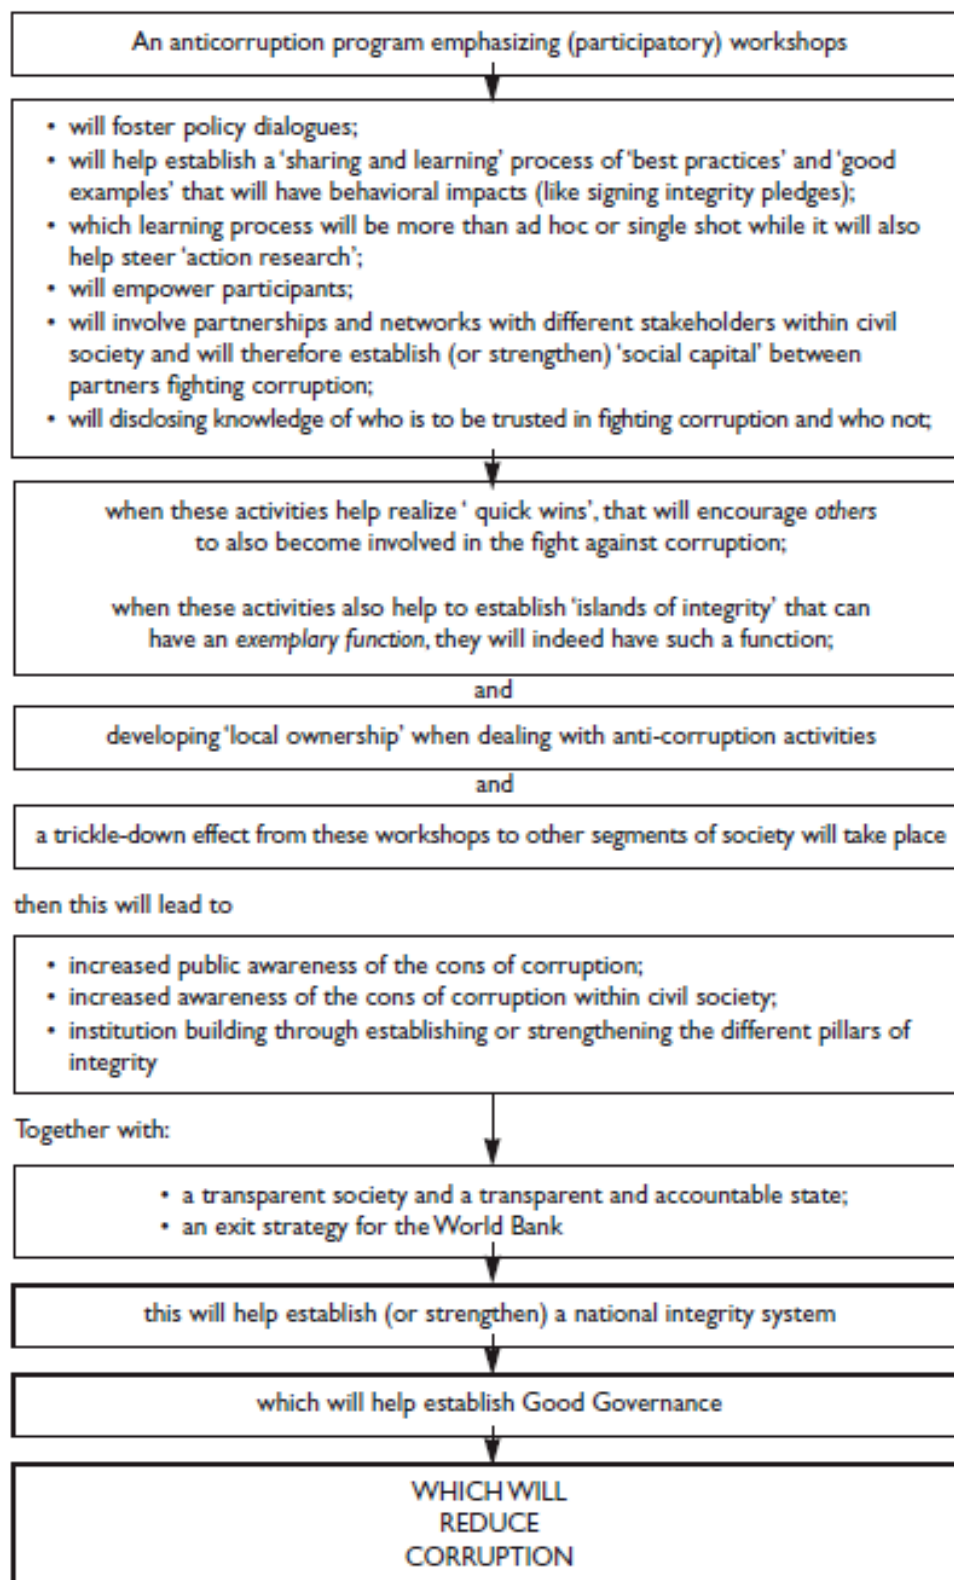 An anticorruption program emphasizing (participatory) workshops
• will foster policy dialogues;
• will help establish a ‘sharing and learning’ process of ‘best practices’ and ‘good
examples’ that will have behavioral impacts (like signing integrity pledges);
• which learning process will be more than ad hoc or single shot while it will also
help steer ‘action research’;
• will empower participants;
• will involve partnerships and networks with different stakeholders within civil
society and will therefore establish (or strengthen) ‘social capital’ between
partners fighting corruption;
• will disclosing knowledge of who is to be trusted in fighting corruption and who not;
when these activities help realize ‘ quick wins’, that will encourage others
to also become involved in the fight against corruption;
when these activities also help to establish ‘islands of integrity’ that can
have an exemplary function, they will indeed have such a function;
and
developing ‘local ownership’ when dealing with anti-corruption activities
and
a trickle-down effect from these workshops to other segments of society will take place
then this will lead to
• increased public awareness of the cons of corruption;
• increased awareness of the cons of corruption within civil society;
• institution building through establishing or strengthening the different pillars of
integrity
Together with:
• a transparent society and a transparent and accountable state;
• an exit strategy for the World Bank
this will help establish (or strengthen) a national integrity system
which will help establish Good Governance
WHICH WILL
REDUCE
CORRUPTION